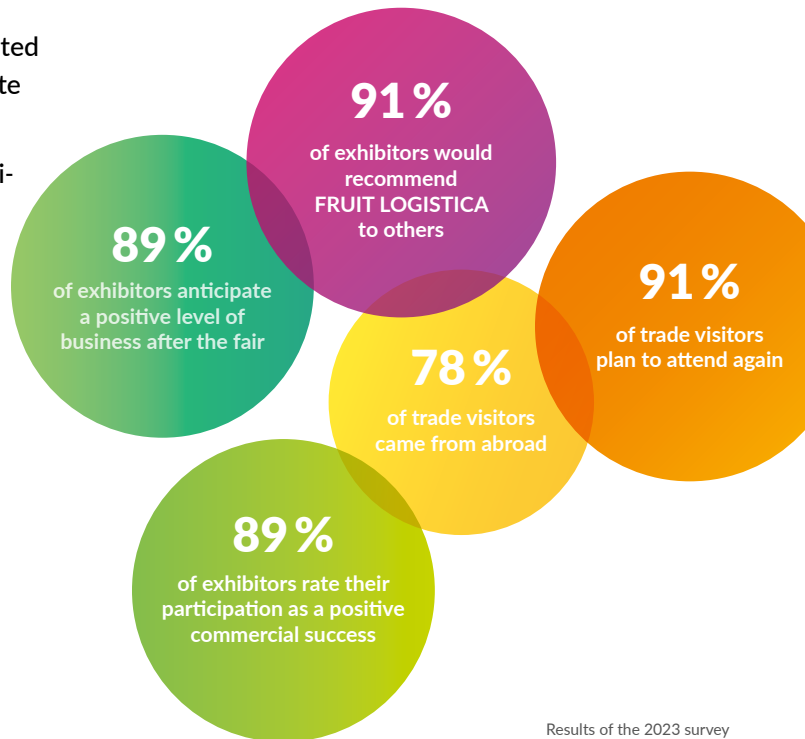 ted
te
i-
91 %
of exhibitors would
recommend
FRUIT LOGISTICA
to others
89 %
of exhibitors anticipate
a positive level of
business after the fair
91 %
of trade visitors
plan to attend again
78 %
of trade visitors
came from abroad
89 %
of exhibitors rate their
participation as a positive
commercial success
Results of the 2023 survey